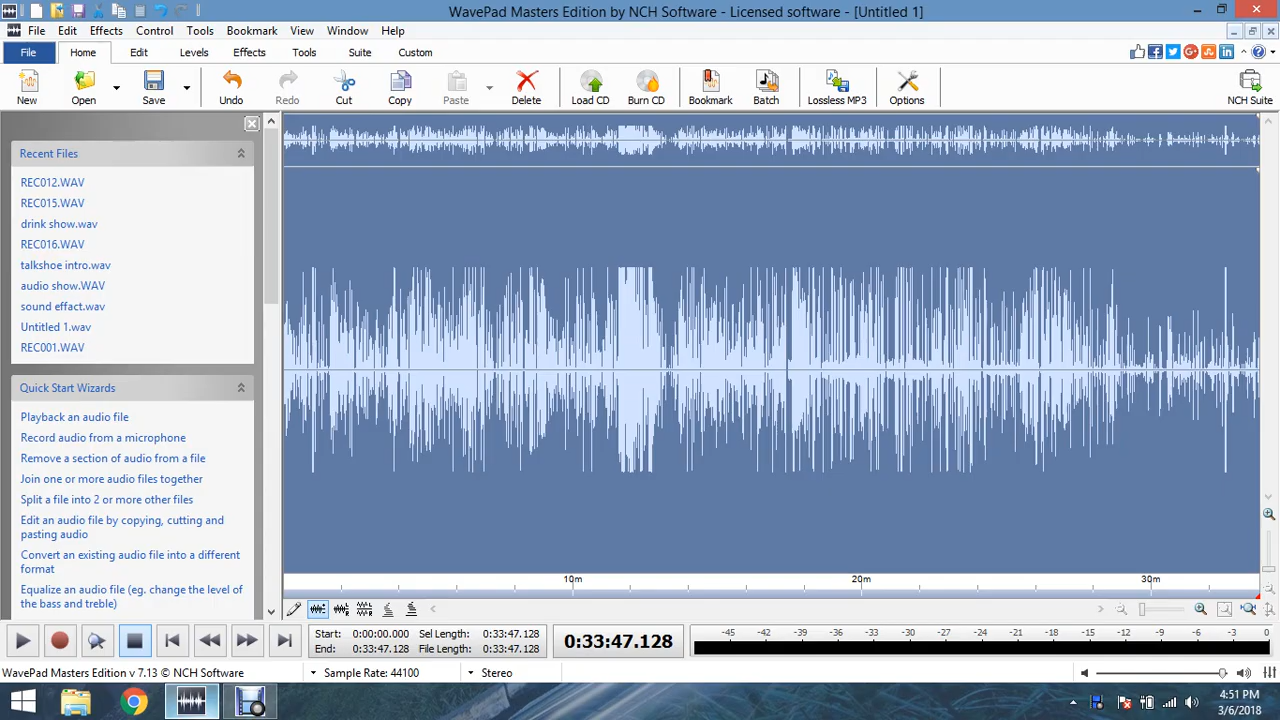 WavePad Masters Edition by NCH Software - Licensed software - [Untitled 1]
File Edit Effects Control Tools Bookmark View Window Help
File Home Edit Levels Effects Tools Suite Custom
New Open Save Undo Redo Cut Copy Paste Delete Load CD Burn CD Bookmark Batch Lossless MP3 Options NCH Suite
Recent Files
REC012.WAV
REC015.WAV
drink show.wav
REC016.WAV
talkshoe intro.wav
audio show.WAV
sound effect.wav
Untitled 1.wav
REC001.WAV
Quick Start Wizards
Playback an audio file
Record audio from a microphone
Remove a section of audio from a file
Join one or more audio files together
Split a file into 2 or more other files
Edit an audio file by copying, cutting and
pasting audio
Convert an existing audio file into a different
format
Equalize an audio file (eg. change the level of
the bass and treble)
10m 20m 30m
Start: 0:00:00.000 Sel Length: 0:33:47.128
End: 0:33:47.128 File Length: 0:33:47.128
0:33:47.128
-45 -42 -39 -36 -33 -30 -27 -24 -21 -18 -15 -12 -9 -6 -3 0
WavePad Masters Edition v 7.13 © NCH Software Sample Rate: 44100 Stereo
4:51 PM
3/6/2018